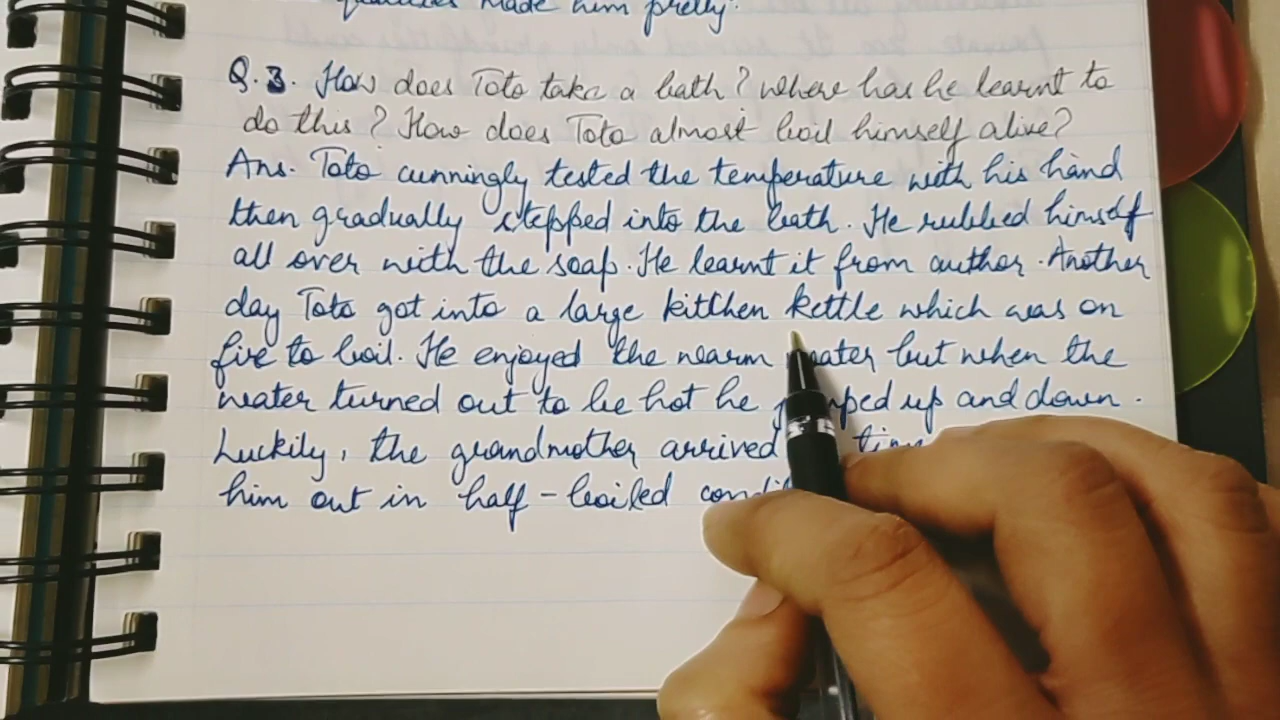 made him pretty.
Q.3. How does Toto take a bath? Where has he learnt to
do this? How does Toto almost boil himself alive?
Ans. Toto cunningly tested the temperature with his hand
then gradually stepped into the bath. He rubbed himself
all over with the soap. He learnt it from author. Another
day Toto got into a large kitchen kettle which was on
fire to boil. He enjoyed the warm water but when the
water turned out to be hot he jumped up and down.
Luckily, the grandmother arrived
him out in half-boiled